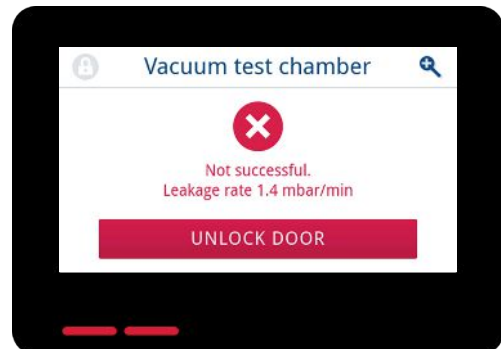 Vacuum test chamber
Not successful.
Leakage rate 1.4 mbar/min
UNLOCK DOOR